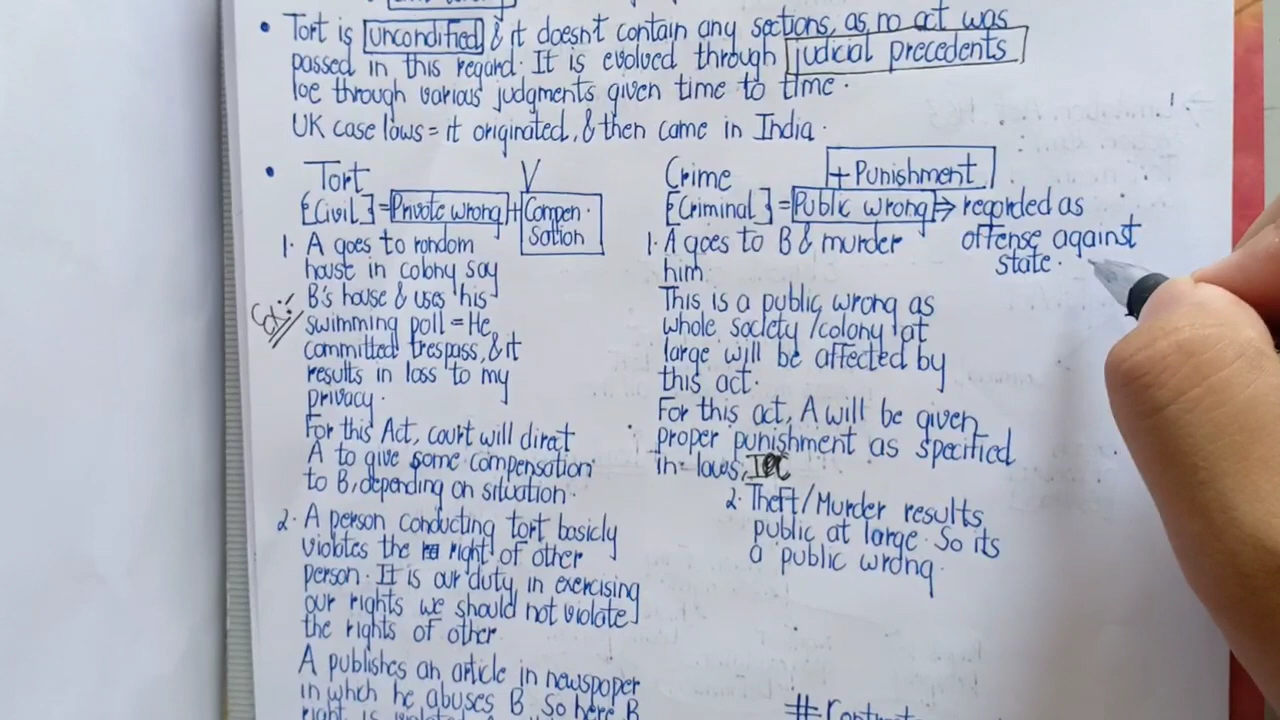 • Tort is uncondified & it doesnt contain any sections, as no act was
passed in this regard. It is evolved through judicial precedents
ioe through various judgments given time to time.
UK case lows = it originated, & then came in India.
• Tort V
[Civil] = Private wrong + Compensation
Ex:-
1. A goes to random
house in colony say
B's house & uses his
swimming poll = He
committed trespass, & it
results in loss to my
privacy.
For this Act, court will direct
A to give some compensation
to B, depending on situation.
2. A person conducting tort basicly
violates the right of other
person. It is our duty, in exercising
our rights we should not violate
the rights of other.
A publishes an article in newspaper
in which he abuses B. So here B
Crime + Punishment
[Criminal] = Public wrong → regorded as
offense against
state.
1. A goes to B & murder
him.
This is a public wrong as
whole society/colony at
large will be affected by
this act.
For this act, A will be given
proper punishment as specified
in laws,
2. Theft/Murder results
public at large. So its
a public wrong.
# Contract